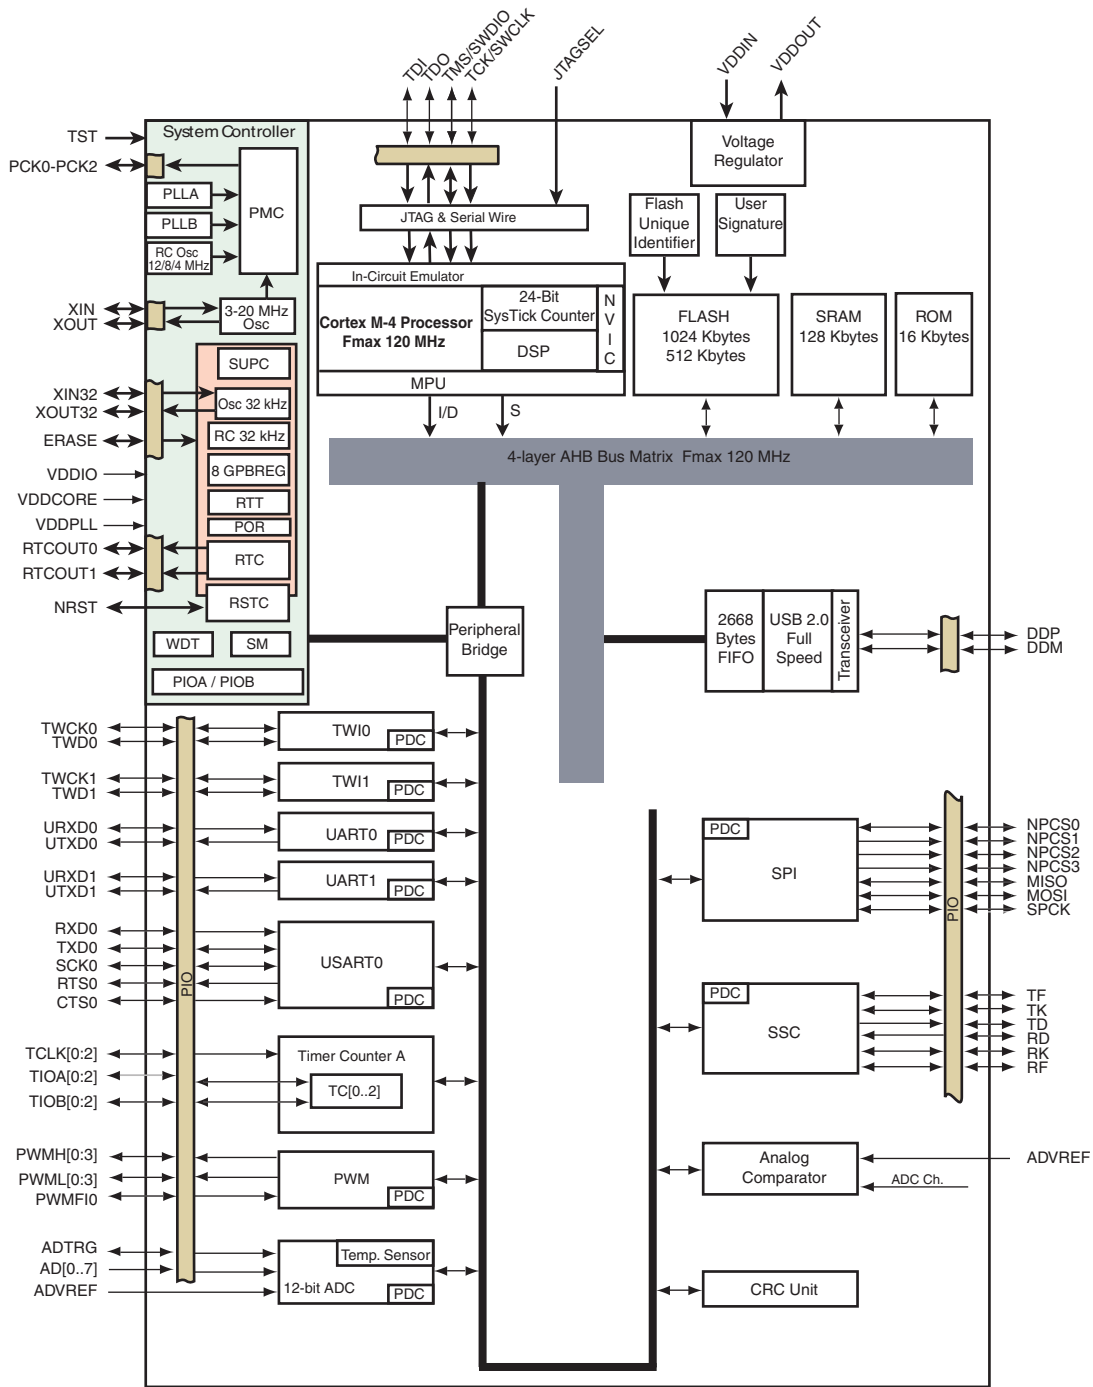 TDI
TDO
TMS/SWDIO
TCK/SWCLK
JTAGSEL
VDDIN
VDDOUT
System Controller
TST
PCK0-PCK2
PLLA
PLLB
RC Osc
12/8/4 MHz
PMC
XIN
XOUT
3-20 MHz
Osc
SUPC
XIN32
XOUT32
Osc 32 kHz
ERASE
RC 32 kHz
VDDIO
8 GPBREG
VDDCORE
RTT
VDDPLL
POR
RTCOUT0
RTCOUT1
RTC
NRST
RSTC
WDT
SM
PIOA / PIOB
JTAG & Serial Wire
In-Circuit Emulator
Cortex M-4 Processor
Fmax 120 MHz
24-Bit
SysTick Counter
DSP
N
V
I
C
MPU
I/D
S
Voltage
Regulator
Flash
Unique
Identifier
User
Signature
FLASH
1024 Kbytes
512 Kbytes
SRAM
128 Kbytes
ROM
16 Kbytes
4-layer AHB Bus Matrix Fmax 120 MHz
Peripheral
Bridge
2668
Bytes
FIFO
USB 2.0
Full
Speed
Transceiver
DDP
DDM
TWCK0
TWD0
TWI0
PDC
TWCK1
TWD1
TWI1
PDC
URXD0
UTXD0
UART0
PDC
URXD1
UTXD1
UART1
PDC
RXD0
TXD0
SCK0
RTS0
CTS0
PIO
USART0
PDC
TCLK[0:2]
TIOA[0:2]
TIOB[0:2]
Timer Counter A
TC[0..2]
PWMH[0:3]
PWML[0:3]
PWMFI0
PWM
PDC
ADTRG
AD[0..7]
ADVREF
Temp. Sensor
12-bit ADC
PDC
PDC
SPI
NPCS0
NPCS1
NPCS2
NPCS3
MISO
MOSI
SPCK
PIO
PDC
SSC
TF
TK
TD
RD
RK
RF
Analog
Comparator
ADVREF
ADC Ch.
CRC Unit